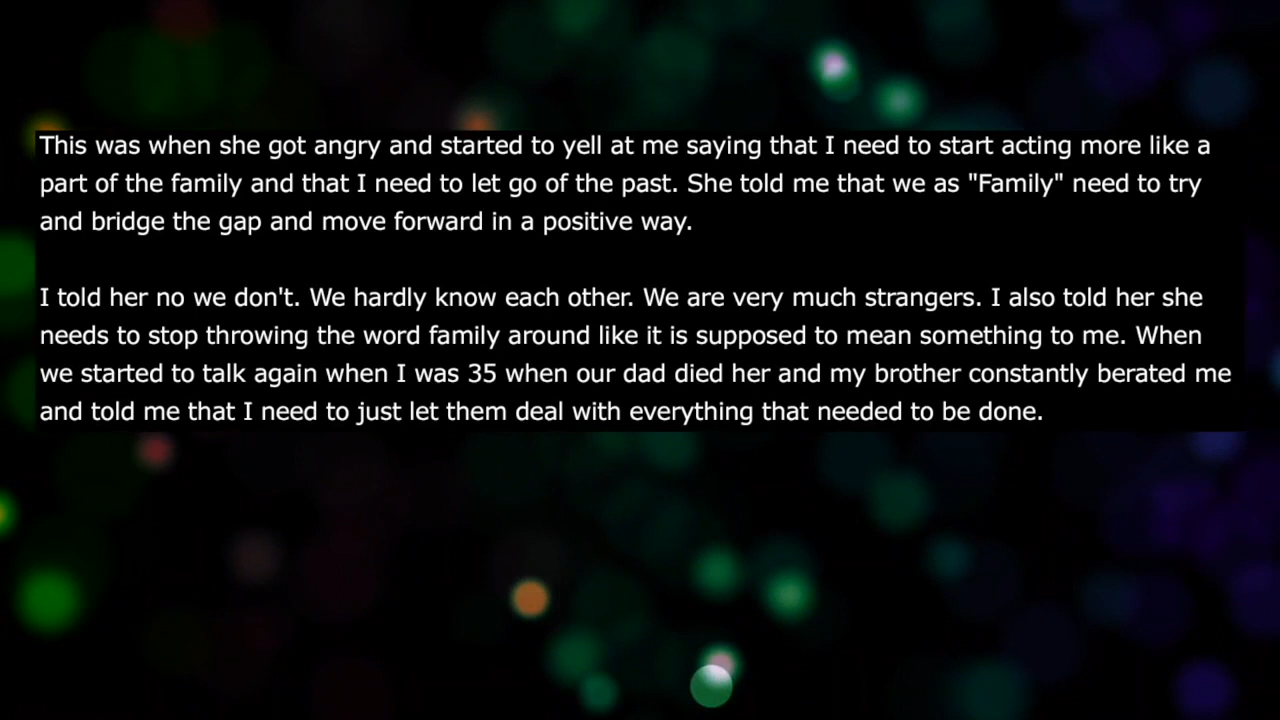 This was when she got angry and started to yell at me saying that I need to start acting more like a
part of the family and that I need to let go of the past. She told me that we as "Family" need to try
and bridge the gap and move forward in a positive way.
I told her no we don't. We hardly know each other. We are very much strangers. I also told her she
needs to stop throwing the word family around like it is supposed to mean something to me. When
we started to talk again when I was 35 when our dad died her and my brother constantly berated me
and told me that I need to just let them deal with everything that needed to be done.